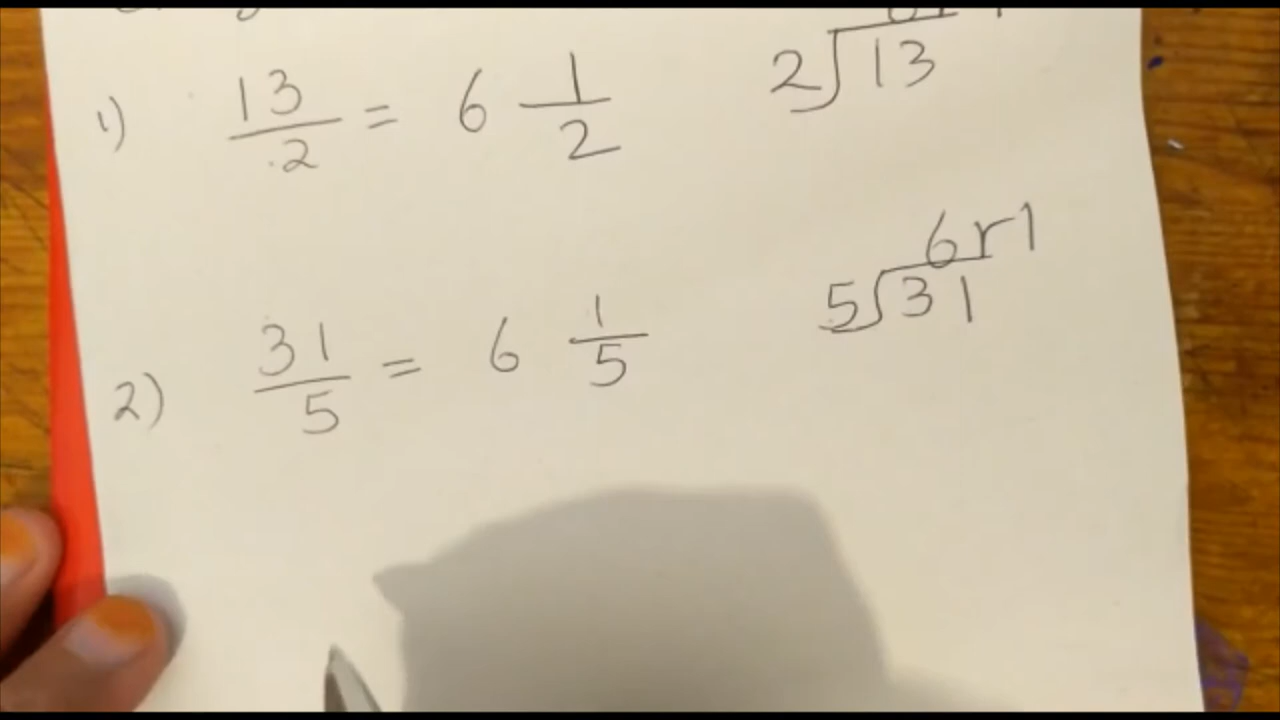 1) 13/2 = 6 1/2 2√13
6r1
2) 31/5 = 6 1/5 5√31